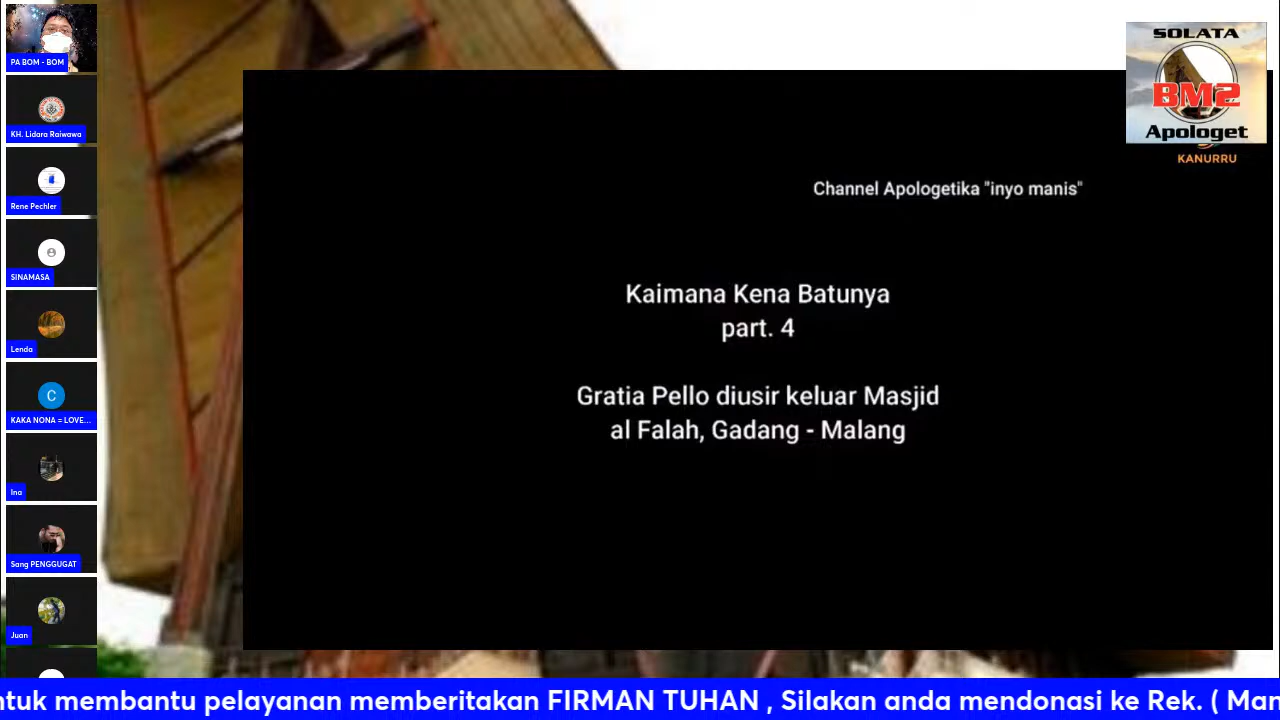 PA BOM - BOM
KH. Lidara Raiwawa
Rene Pechler
SINAMASA
Lenda
C
KAKA NONA = LOVE...
Ina
Sang PENGGUGAT
Juan
SOLATA
BM2
Apologet
KANURRU
Channel Apologetika "inyo manis"
Kaimana Kena Batunya
part. 4
Gratia Pello diusir keluar Masjid
al Falah, Gadang - Malang
ntuk membantu pelayanan memberitakan FIRMAN TUHAN , Silakan anda mendonasi ke Rek. ( Man